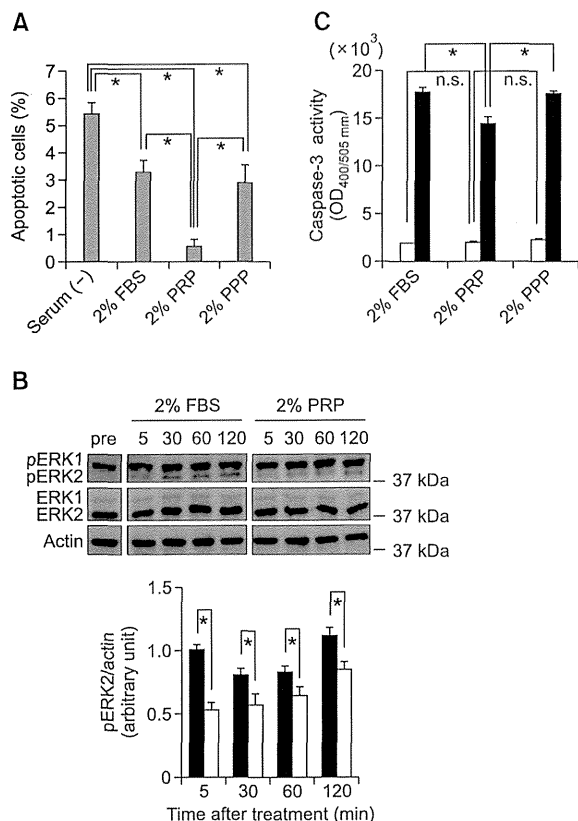 A
Apoptotic cells (%)
7
6
5
4
3
2
1
0
* * *
* *
Serum (−)
2% FBS
2% PRP
2% PPP
C
(×10³)
Caspase-3 activity
(OD400/505 mm)
20
15
10
5
0
* *
n.s. n.s.
2% FBS
2% PRP
2% PPP
B
2% FBS 2% PRP
pre 5 30 60 120 5 30 60 120
pERK1
pERK2
37 kDa
ERK1
ERK2
37 kDa
Actin
37 kDa
pERK2/actin
(arbitrary unit)
1.5
1.0
0.5
0
* * * *
5 30 60 120
Time after treatment (min)